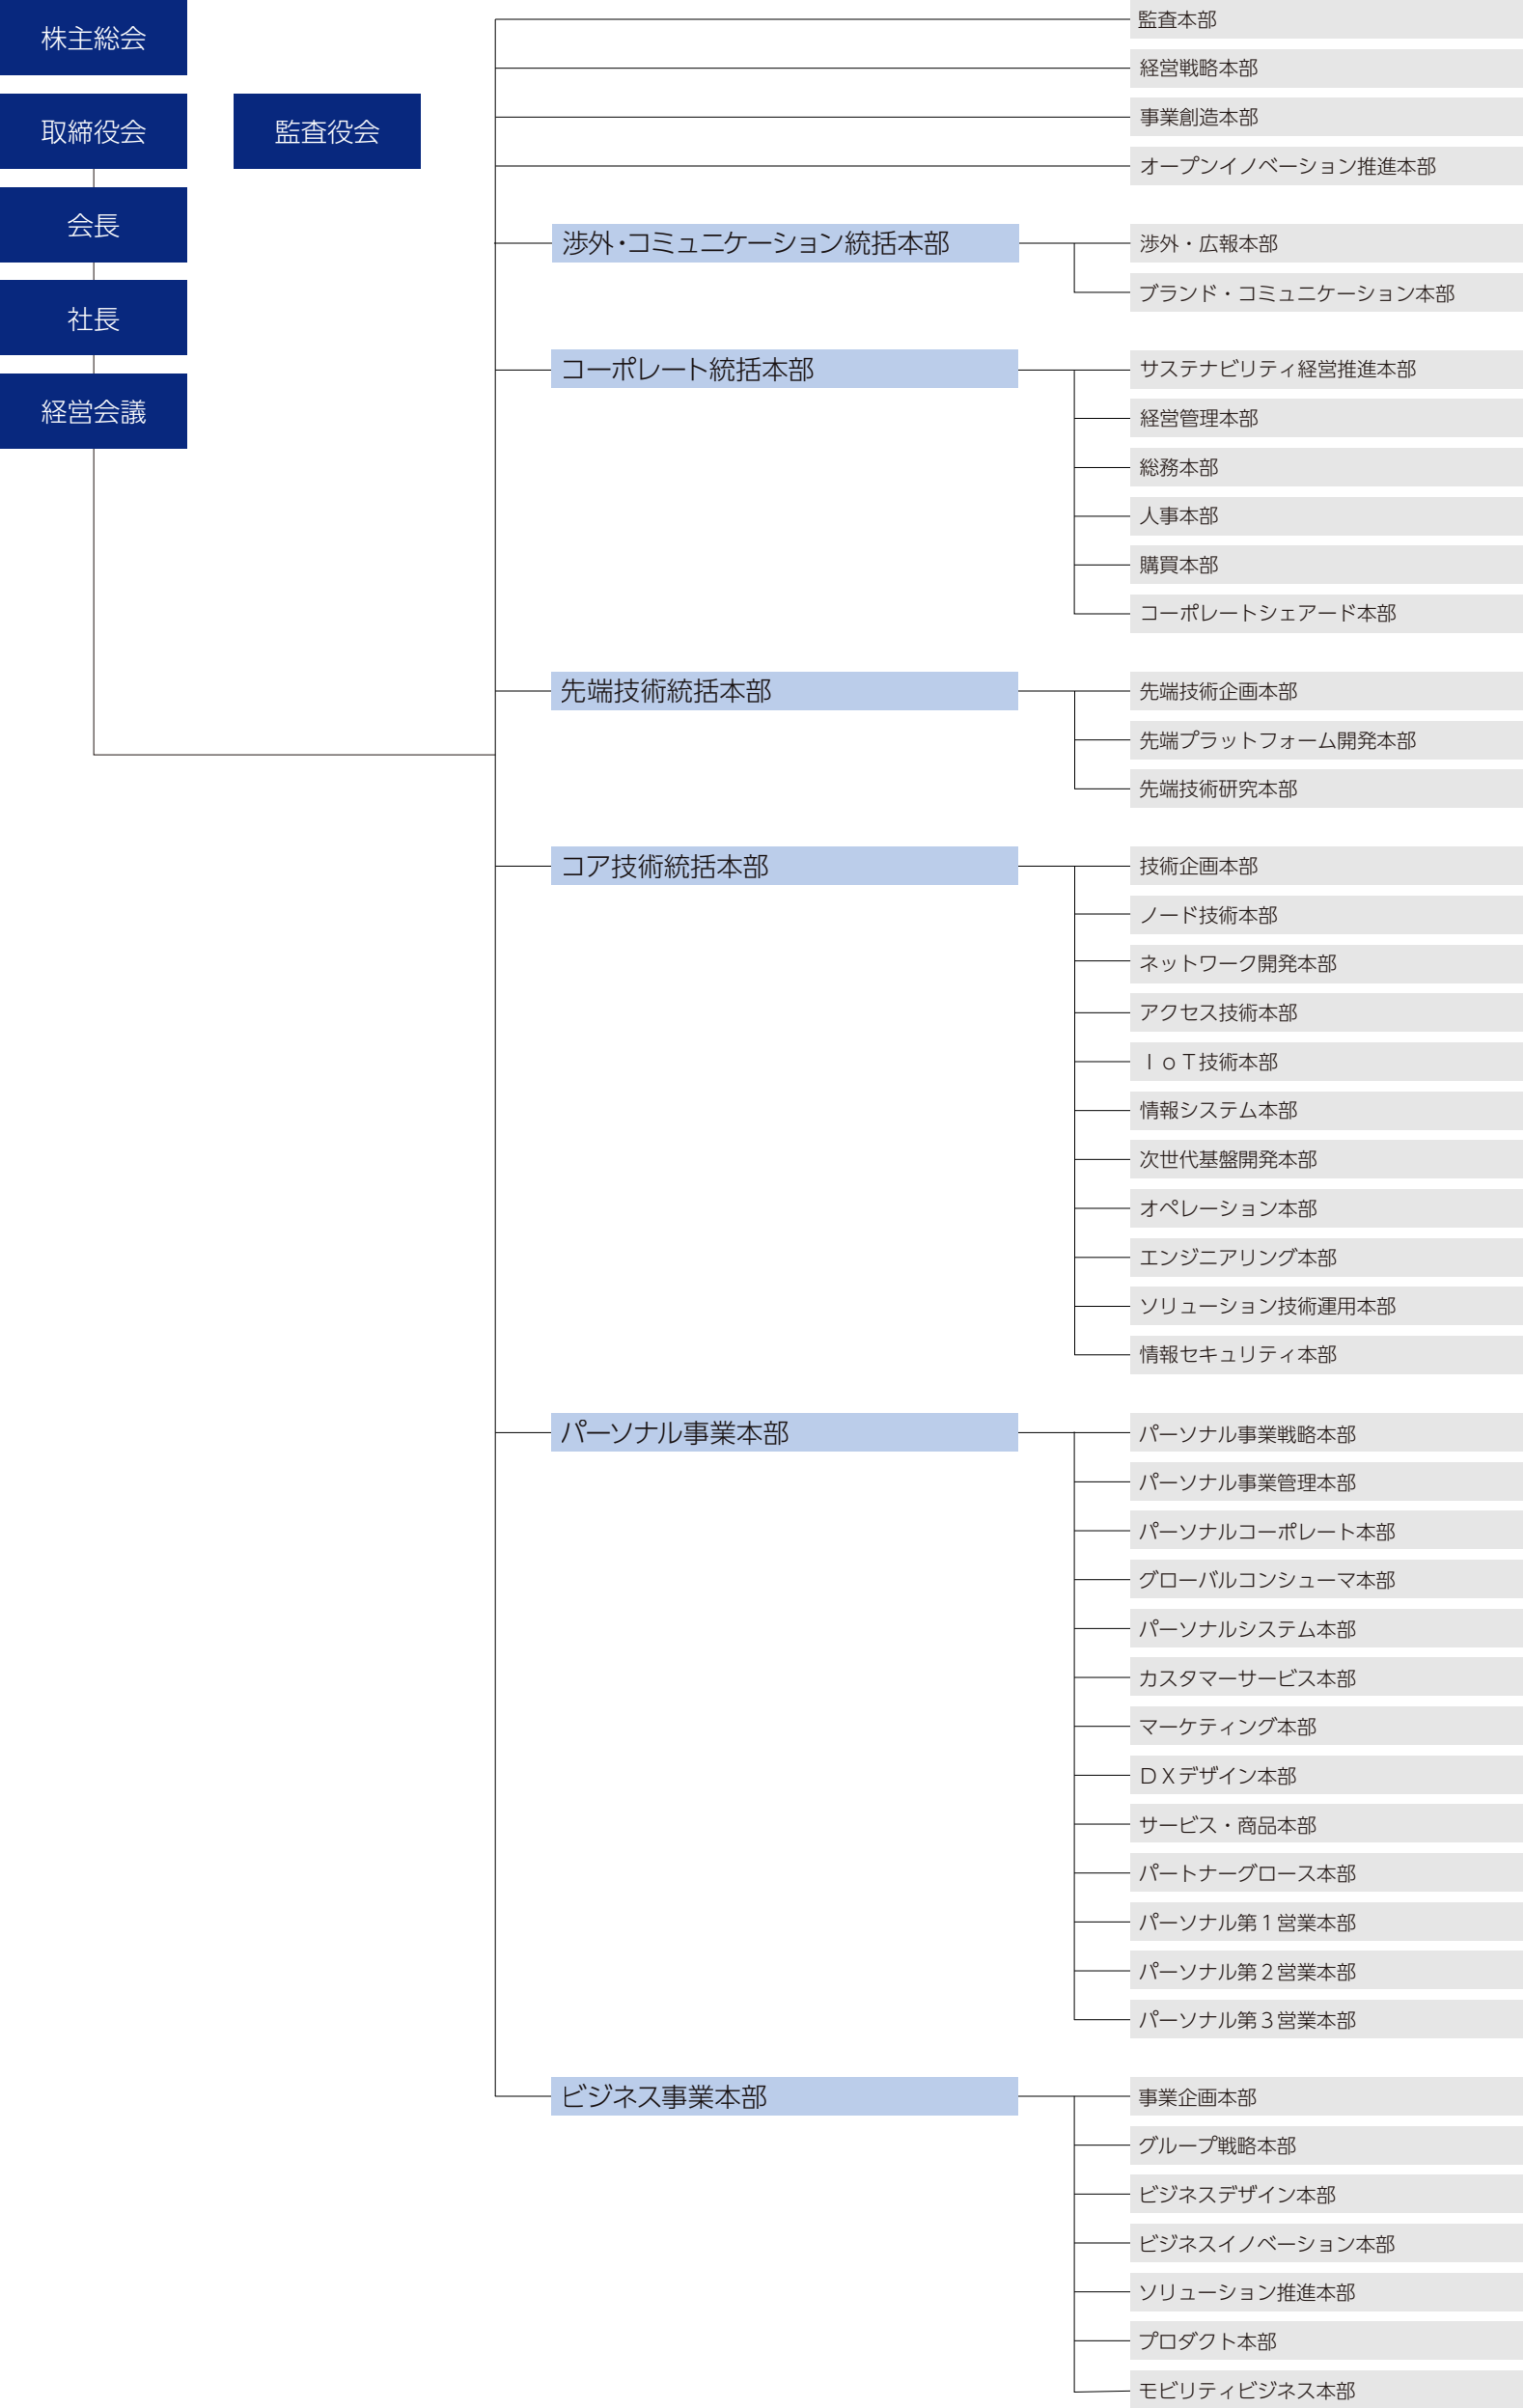 株主総会
取締役会
監査役会
会長
社長
経営会議
監査本部
経営戦略本部
事業創造本部
オープンイノベーション推進本部
渉外・コミュニケーション統括本部
渉外・広報本部
ブランド・コミュニケーション本部
コーポレート統括本部
サステナビリティ経営推進本部
経営管理本部
総務本部
人事本部
購買本部
コーポレートシェアード本部
先端技術統括本部
先端技術企画本部
先端プラットフォーム開発本部
先端技術研究本部
コア技術統括本部
技術企画本部
ノード技術本部
ネットワーク開発本部
アクセス技術本部
ＩｏＴ技術本部
情報システム本部
次世代基盤開発本部
オペレーション本部
エンジニアリング本部
ソリューション技術運用本部
情報セキュリティ本部
パーソナル事業本部
パーソナル事業戦略本部
パーソナル事業管理本部
パーソナルコーポレート本部
グローバルコンシューマ本部
パーソナルシステム本部
カスタマーサービス本部
マーケティング本部
ＤＸデザイン本部
サービス・商品本部
パートナーグロース本部
パーソナル第１営業本部
パーソナル第２営業本部
パーソナル第３営業本部
ビジネス事業本部
事業企画本部
グループ戦略本部
ビジネスデザイン本部
ビジネスイノベーション本部
ソリューション推進本部
プロダクト本部
モビリティビジネス本部